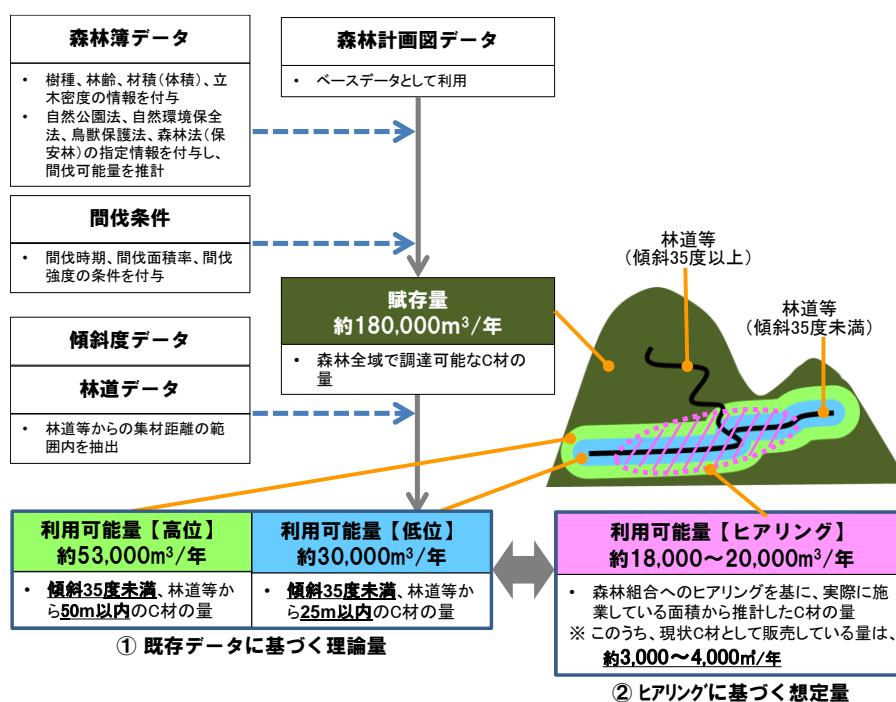 森林簿データ
• 樹種、林齢、材積(体積)、立
木密度の情報を付与
• 自然公園法、自然環境保全
法、鳥獣保護法、森林法(保
安林)の指定情報を付与し、
間伐可能量を推計
森林計画図データ
• ベースデータとして利用
間伐条件
• 間伐時期、間伐面積率、間伐
強度の条件を付与
傾斜度データ
林道データ
• 林道等からの集材距離の範
囲内を抽出
賦存量
約180,000m³/年
• 森林全域で調達可能なC材の
量
林道等
(傾斜35度以上)
林道等
(傾斜35度未満)
利用可能量【高位】
約53,000m³/年
• 傾斜35度未満、林道等か
ら50m以内のC材の量
利用可能量【低位】
約30,000m³/年
• 傾斜35度未満、林道等か
ら25m以内のC材の量
① 既存データに基づく理論量
利用可能量【ヒアリング】
約18,000~20,000m³/年
• 森林組合へのヒアリングを基に、実際に施
業している面積から推計したC材の量
※ このうち、現状C材として販売している量は、
約3,000~4,000㎥/年
② ヒアリングに基づく想定量